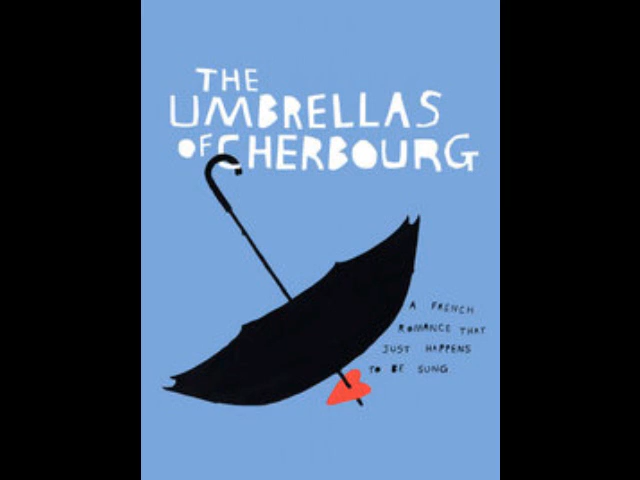 THE
UMBRELLAS
OF CHERBOURG
A FRENCH
ROMANCE THAT
JUST HAPPENS
TO BE SUNG